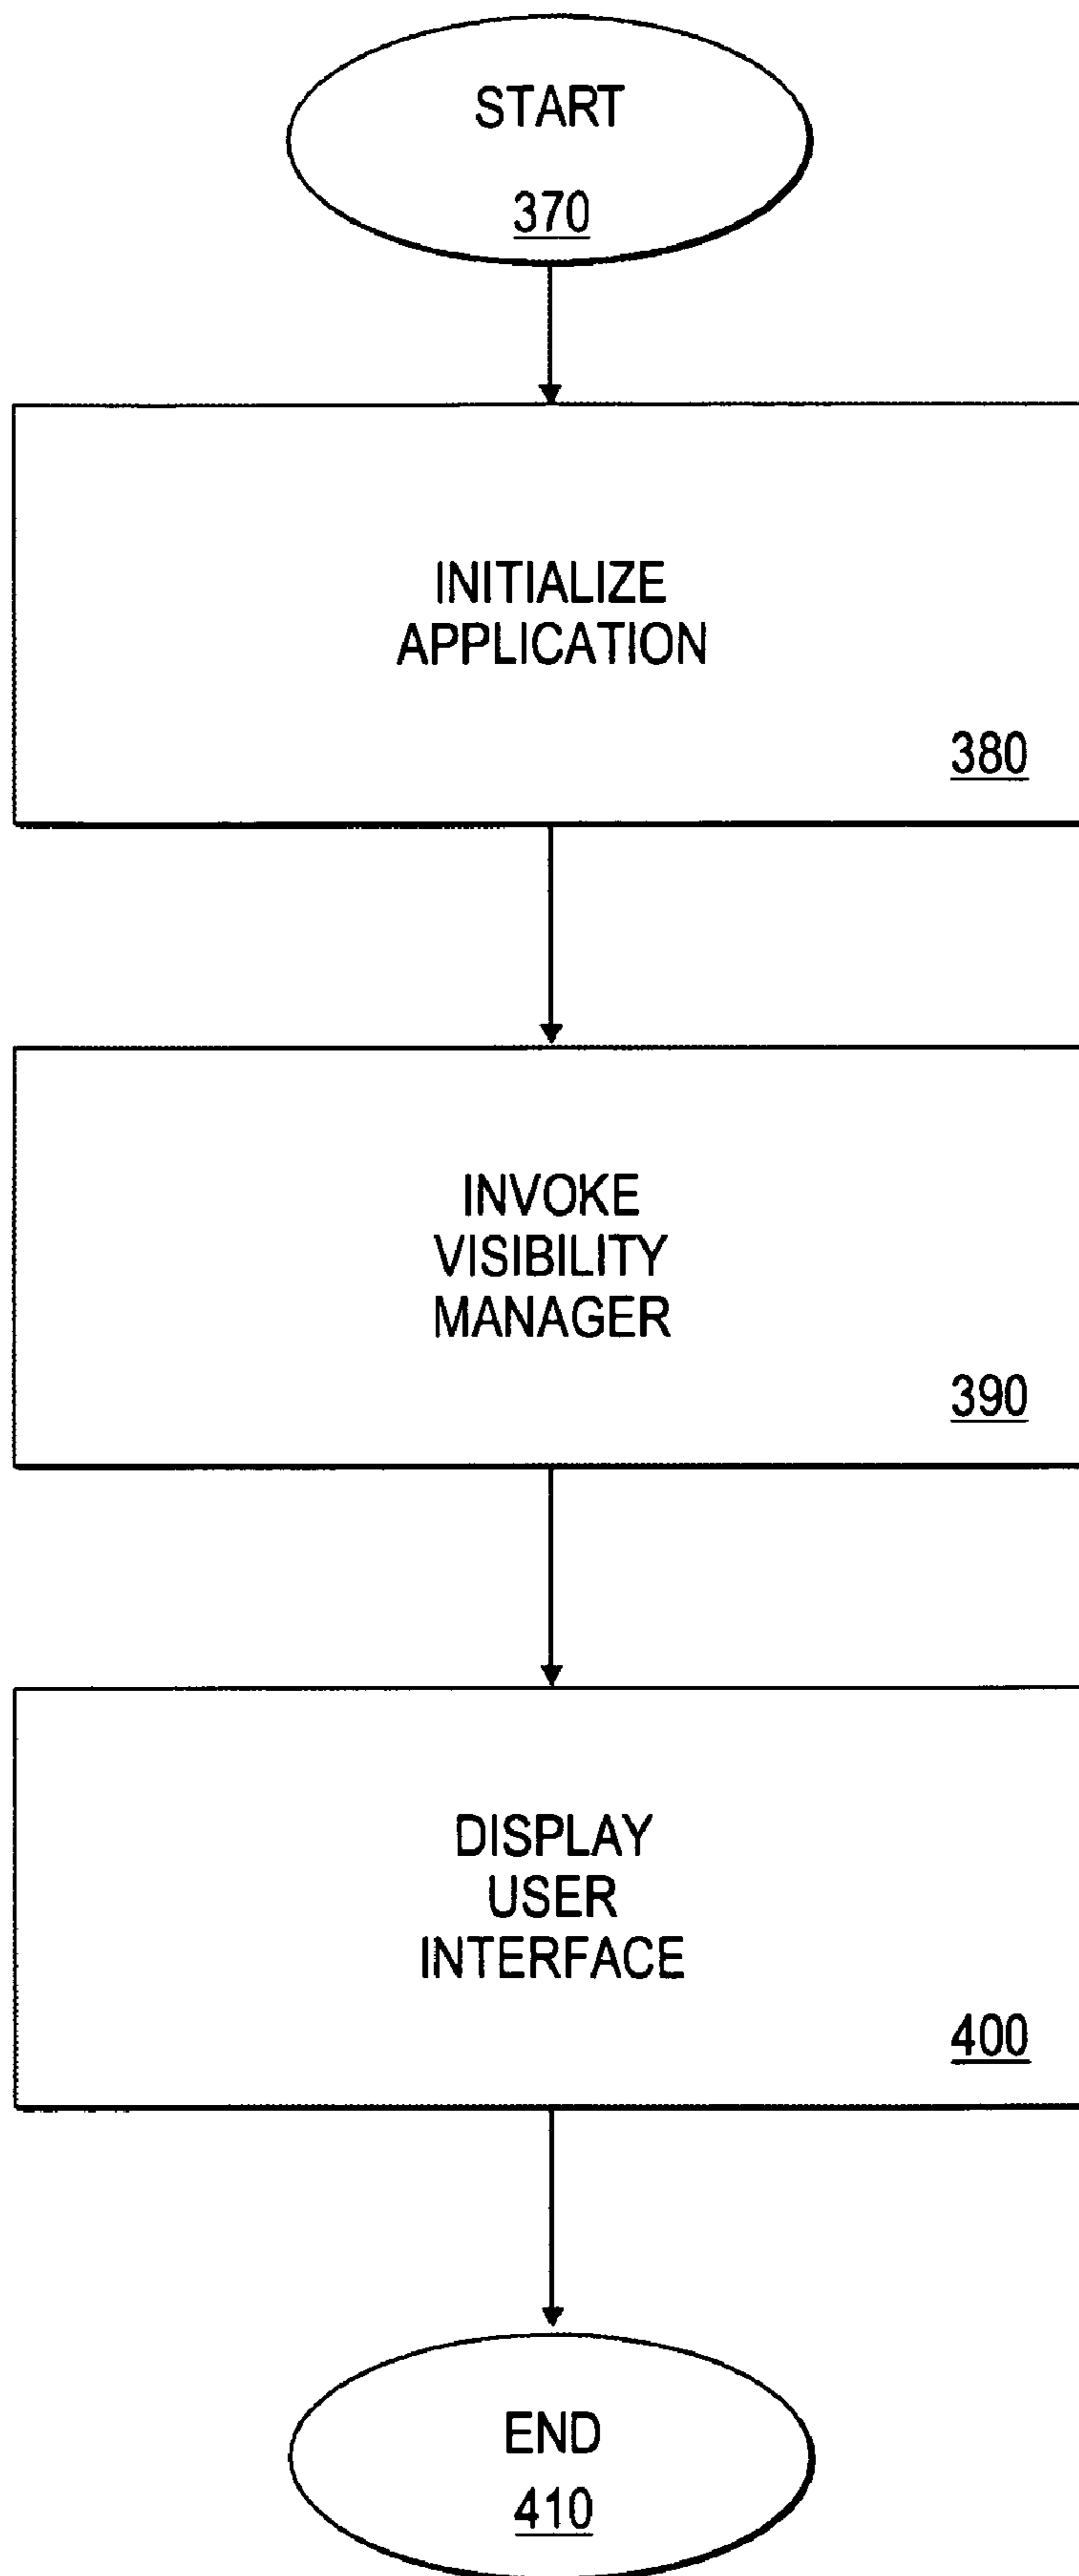 START
370
INITIALIZE
APPLICATION
380
INVOKE
VISIBILITY
MANAGER
390
DISPLAY
USER
INTERFACE
400
END
410